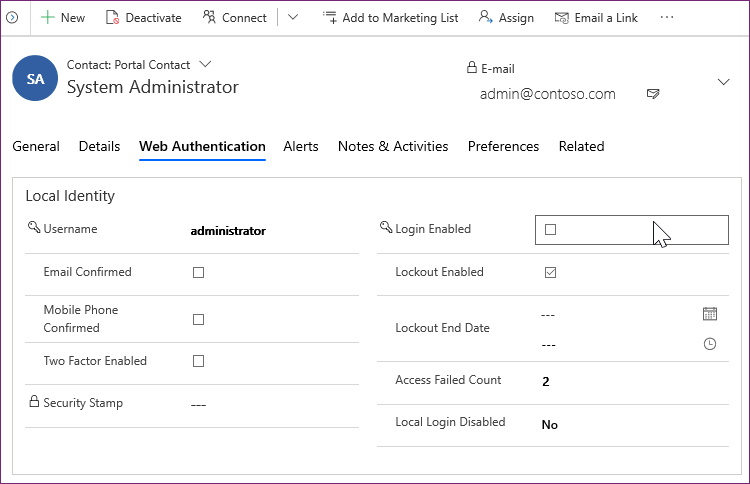 New Deactivate Connect Add to Marketing List Assign Email a Link ...
SA
Contact: Portal Contact
System Administrator
E-mail
admin@contoso.com
General Details Web Authentication Alerts Notes & Activities Preferences Related
Local Identity
Username administrator
Login Enabled
Email Confirmed
Lockout Enabled
Mobile Phone
Confirmed
Lockout End Date ---
---
Two Factor Enabled
Access Failed Count 2
Security Stamp ---
Local Login Disabled No